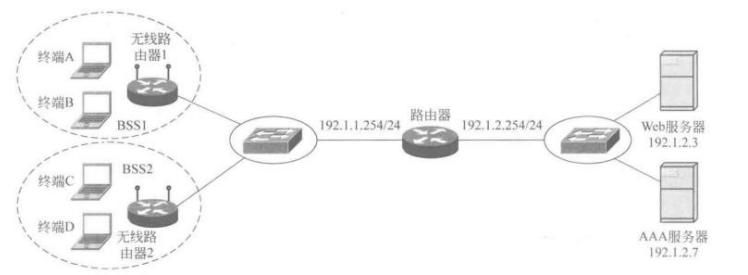 终端A
无线路
由器1
终端B
BSS1
终端C
BSS2
终端D
无线路
由器2
192.1.1.254/24
路由器
192.1.2.254/24
Web服务器
192.1.2.3
AAA服务器
192.1.2.7